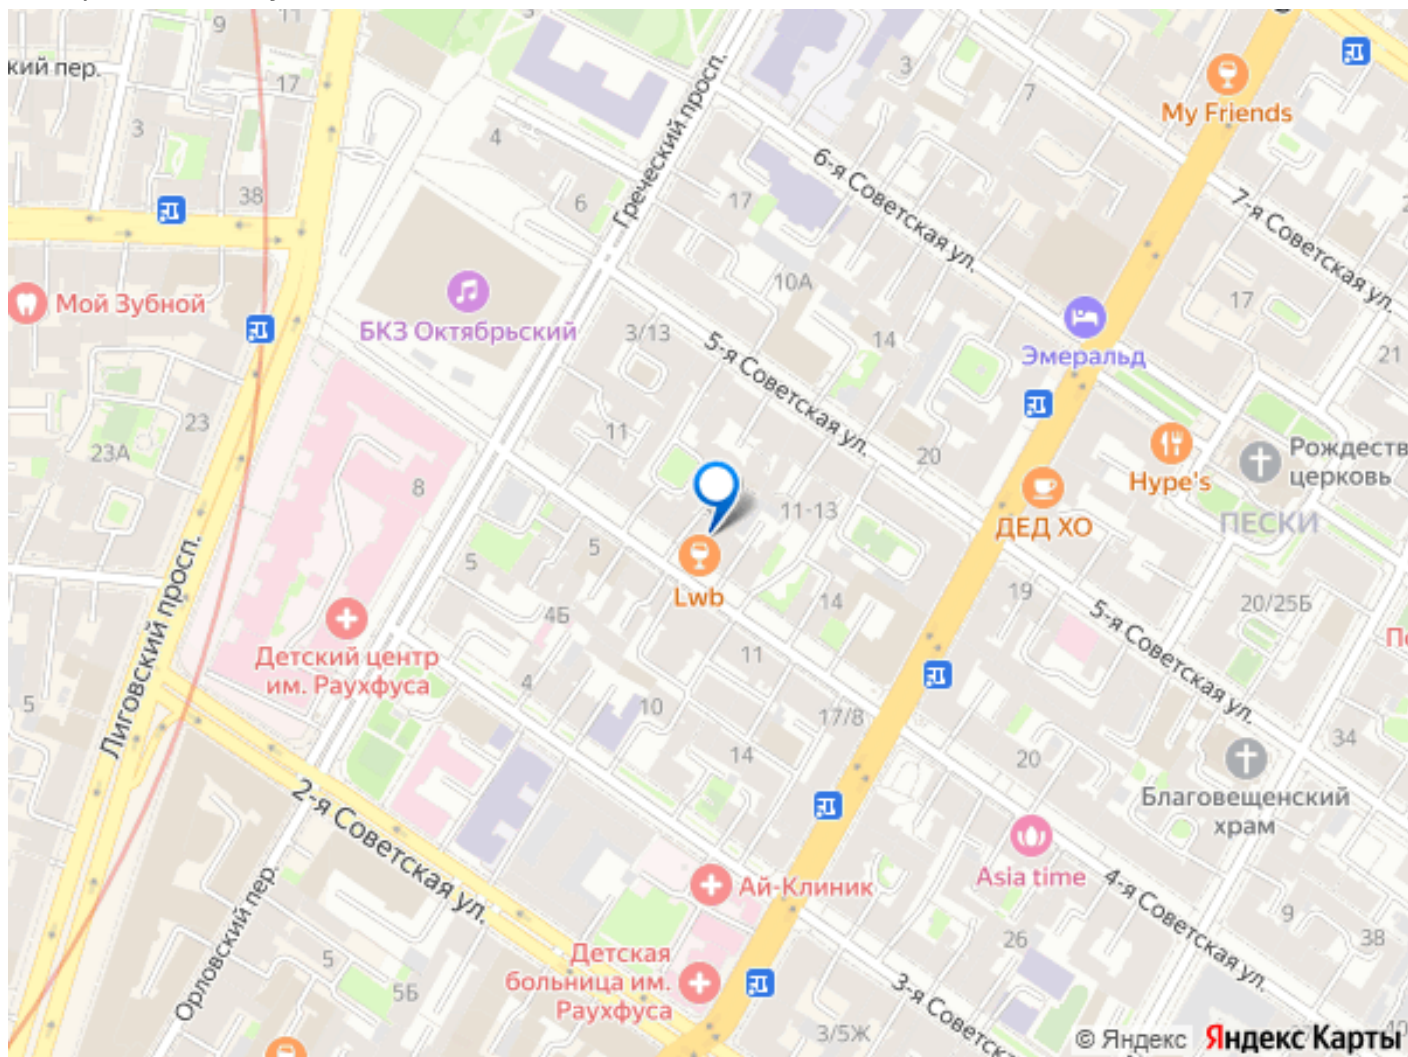 9
11
кий пер.
17
3
38
4
6
Греческий просп.
17
3
7
My Friends
6-я Советская ул.
7-я Советская ул.
Мой Зубной
БКЗ Октябрьский
3/13
10А
14
17
Эмеральд
21
5-я Советская ул.
23
23А
11
8
20
Hype's
Рождеств
церковь
ПЕСКИ
ДЕД ХО
11-13
Lwb
5
5
4Б
14
19
20/25Б
5-я Советская ул.
Лиговский просп.
Детский центр
им. Раухфуса
11
4
10
17/8
14
5
20
34
Благовещенский
храм
2-я Советская ул.
Ай-Клиник
Asia time
4-я Советская ул.
9
38
26
Орловский пер.
5
5Б
Детская
больница им.
Раухфуса
3-я Советска
3/5Ж
© Яндекс Яндекс Карты